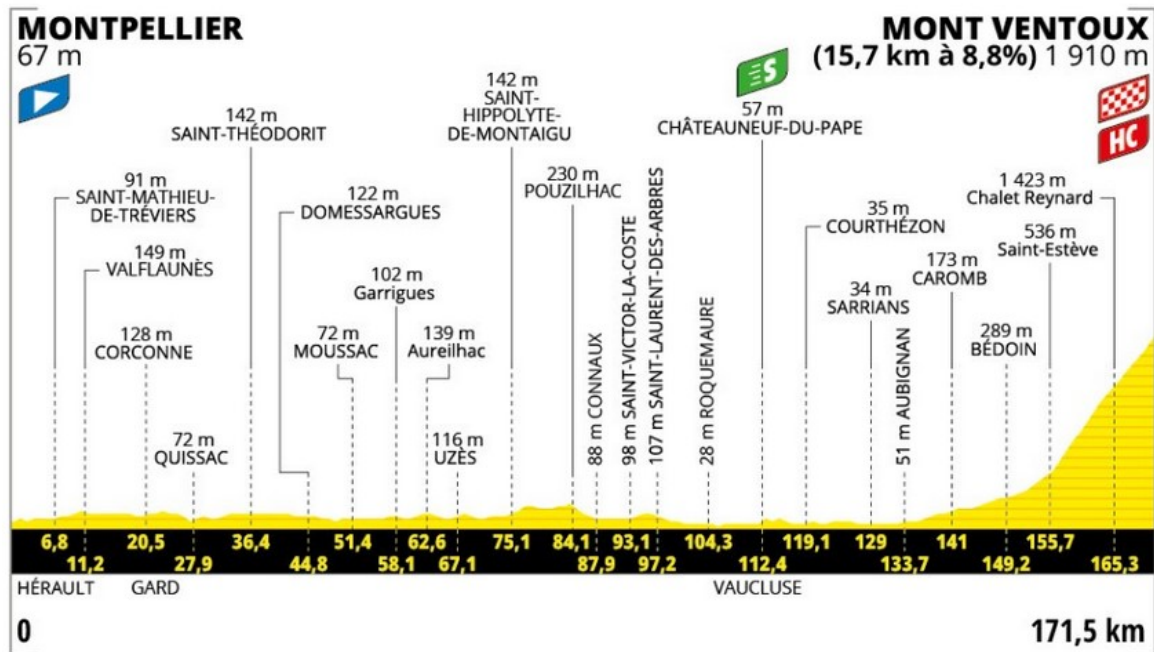 MONTPELLIER
67 m
MONT VENTOUX
(15,7 km à 8,8%) 1 910 m
S
HC
91 m
SAINT-MATHIEU-
DE-TRÉVIERS
149 m
VALFLAUNÈS
128 m
CORCONNE
72 m
QUISSAC
142 m
SAINT-THÉODORIT
122 m
DOMESSARGUES
72 m
MOUSSAC
102 m
Garrigues
139 m
Aureilhac
116 m
UZÈS
142 m
SAINT-
HIPPOLYTE-
DE-MONTAIGU
230 m
POUZILHAC
88 m CONNAUX
98 m SAINT-VICTOR-LA-COSTE
107 m SAINT-LAURENT-DES-ARBRES
28 m ROQUEMAURE
57 m
CHÂTEAUNEUF-DU-PAPE
35 m
COURTHÉZON
34 m
SARRIANS
51 m AUBIGNAN
173 m
CAROMB
289 m
BÉDOIN
536 m
Saint-Estève
1 423 m
Chalet Reynard
6,8 20,5 36,4 51,4 62,6 75,1 84,1 93,1 104,3 119,1 129 141 155,7
11,2 27,9 44,8 58,1 67,1 87,9 97,2 112,4 133,7 149,2 165,3
HÉRAULT GARD VAUCLUSE
0 171,5 km